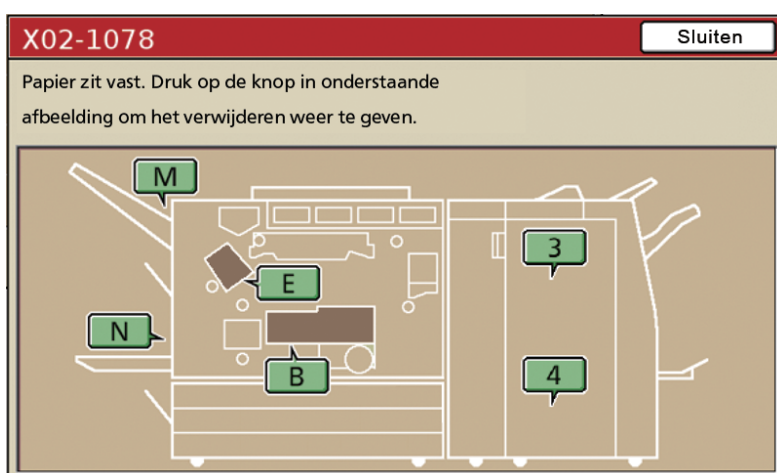 X02-1078
Sluiten
Papier zit vast. Druk op de knop in onderstaande
afbeelding om het verwijderen weer te geven.
M
3
E
N
B
4